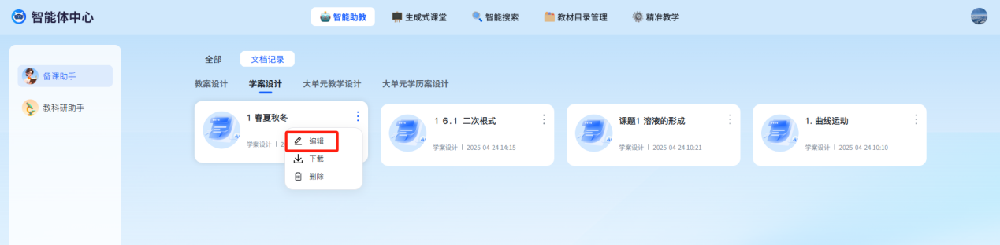 智能体中心
智能助教 生成式课堂 智能搜索 教材目录管理 精准教学
备课助手
教科研助手
全部 文档记录
教案设计 学案设计 大单元教学设计 大单元学历案设计
1 春夏秋冬
学案设计 | 2
编辑
下载
删除
1 6.1 二次根式
学案设计 | 2025-04-24 14:15
课题1 溶液的形成
学案设计 | 2025-04-24 10:21
1. 曲线运动
学案设计 | 2025-04-24 10:10